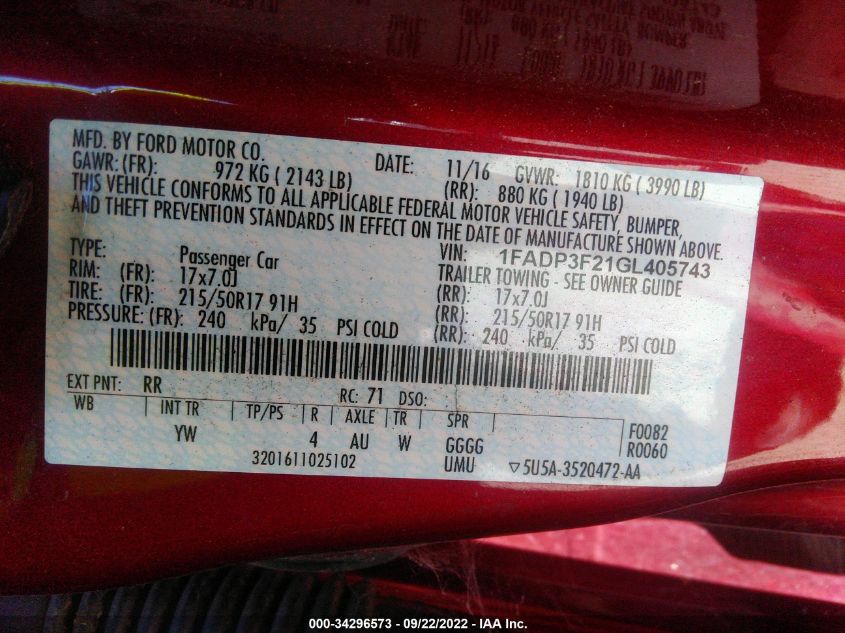 MFD. BY FORD MOTOR CO. DATE: 11/16 GVWR: 1810 KG ( 3990 LB)
GAWR: (FR): 972 KG ( 2143 LB) (RR): 880 KG ( 1940 LB)
THIS VEHICLE CONFORMS TO ALL APPLICABLE FEDERAL MOTOR VEHICLE SAFETY, BUMPER,
AND THEFT PREVENTION STANDARDS IN EFFECT ON THE DATE OF MANUFACTURE SHOWN ABOVE.
VIN: 1FADP3F21GL405743
TYPE: Passenger Car TRAILER TOWING - SEE OWNER GUIDE
RIM: (FR): 17x7.0J (RR): 17x7.0J
TIRE: (FR): 215/50R17 91H (RR): 215/50R17 91H
PRESSURE: (FR): 240 kPa/ 35 PSI COLD (RR): 240 kPa/ 35 PSI COLD
EXT PNT: RR RC: 71 DSO:
WB INT TR TP/PS R AXLE TR SPR F0082
YW 4 AU W GGGG R0060
3201611025102 UMU ▽5U5A-3520472-AA
000-34296573 - 09/22/2022 - IAA Inc.